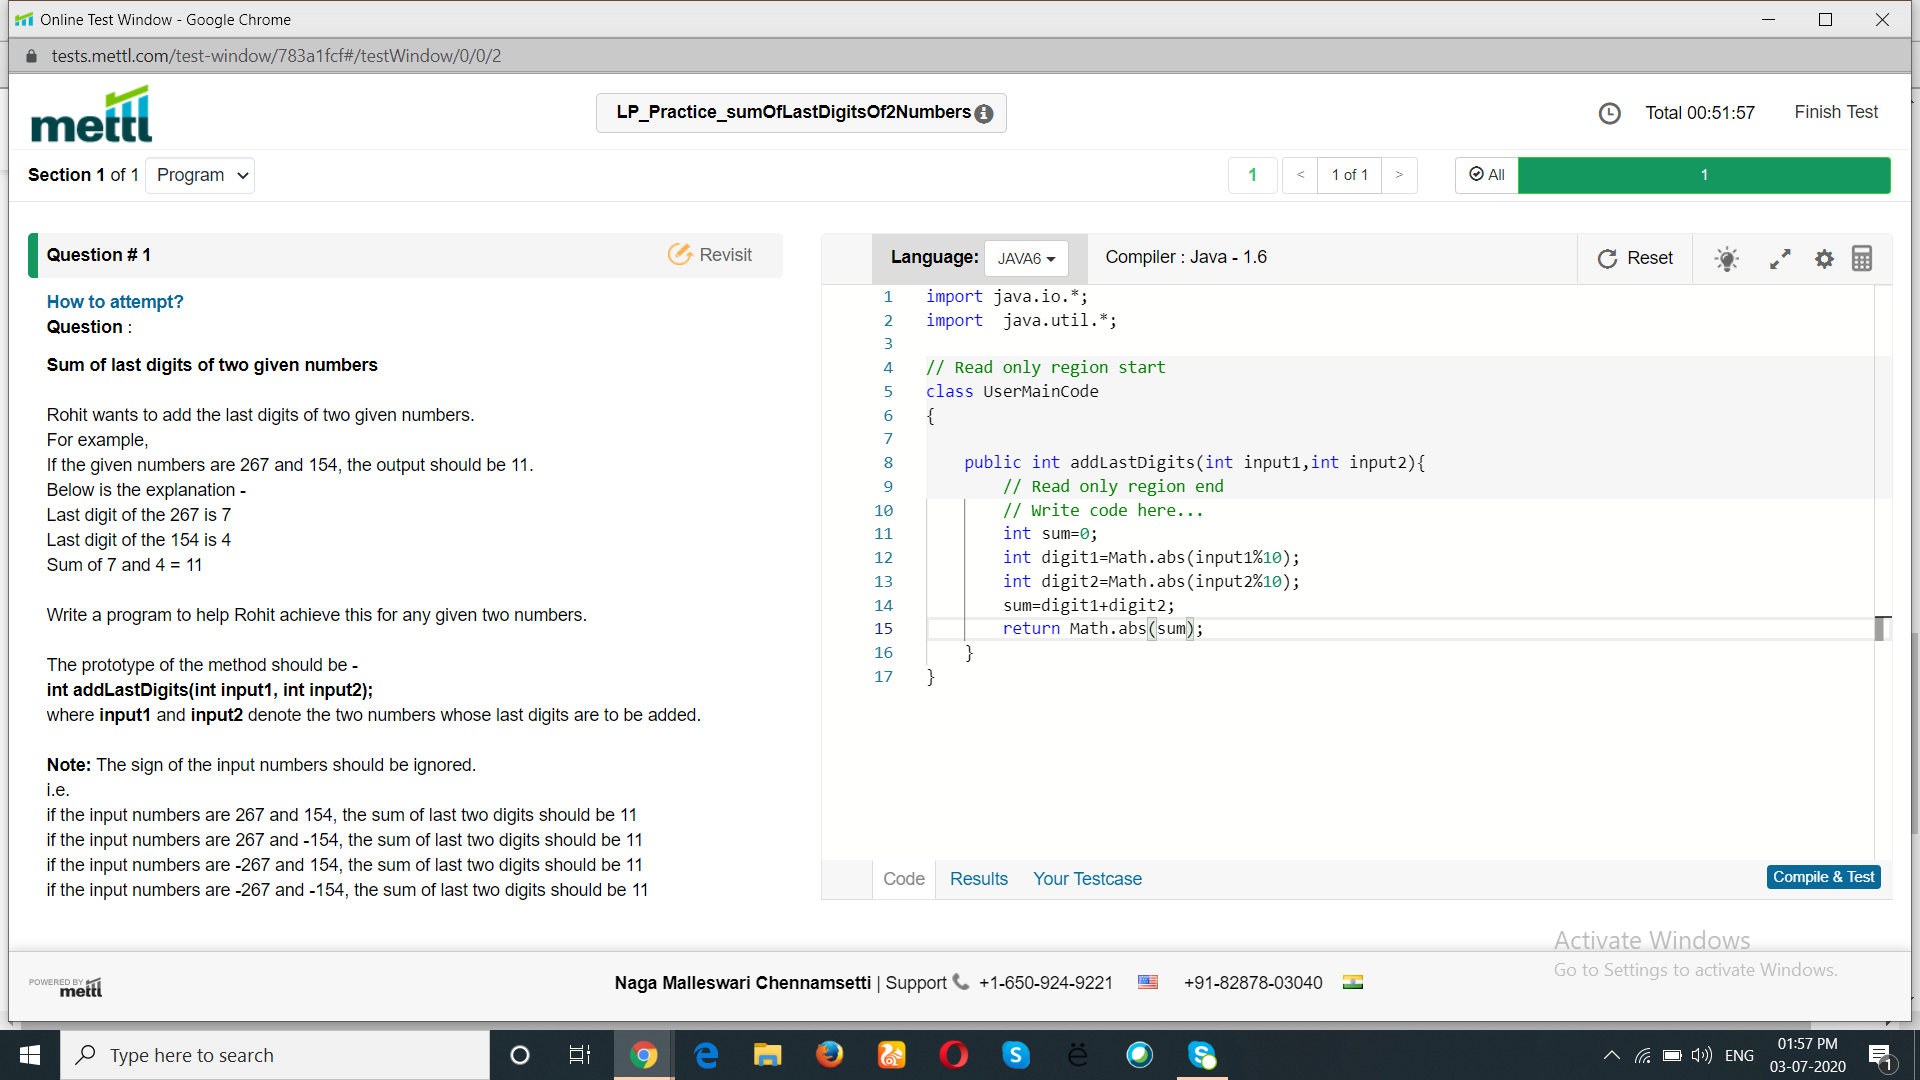 Online Test Window - Google Chrome
tests.mettl.com/test-window/783a1fcf#/testWindow/0/0/2
mettl
LP_Practice_sumOfLastDigitsOf2Numbers
Total 00:51:57
Finish Test
Section 1 of 1
Program
1
<
1 of 1
>
All
1
Question # 1
Revisit
How to attempt?
Question :
Sum of last digits of two given numbers
Rohit wants to add the last digits of two given numbers.
For example,
If the given numbers are 267 and 154, the output should be 11.
Below is the explanation -
Last digit of the 267 is 7
Last digit of the 154 is 4
Sum of 7 and 4 = 11
Write a program to help Rohit achieve this for any given two numbers.
The prototype of the method should be -
int addLastDigits(int input1, int input2);
where input1 and input2 denote the two numbers whose last digits are to be added.
Note: The sign of the input numbers should be ignored.
i.e.
if the input numbers are 267 and 154, the sum of last two digits should be 11
if the input numbers are 267 and -154, the sum of last two digits should be 11
if the input numbers are -267 and 154, the sum of last two digits should be 11
if the input numbers are -267 and -154, the sum of last two digits should be 11
Language: JAVA6
Compiler : Java - 1.6
Reset
1 import java.io.*;
2 import  java.util.*;
3
4 // Read only region start
5 class UserMainCode
6 {
7
8     public int addLastDigits(int input1,int input2){
9         // Read only region end
10         // Write code here...
11         int sum=0;
12         int digit1=Math.abs(input1%10);
13         int digit2=Math.abs(input2%10);
14         sum=digit1+digit2;
15         return Math.abs(sum);
16     }
17 }
Code
Results
Your Testcase
Compile & Test
Activate Windows
Go to Settings to activate Windows.
POWERED BY
mettl
Naga Malleswari Chennamsetti | Support +1-650-924-9221 +91-82878-03040
Type here to search
ENG
01:57 PM
03-07-2020
1